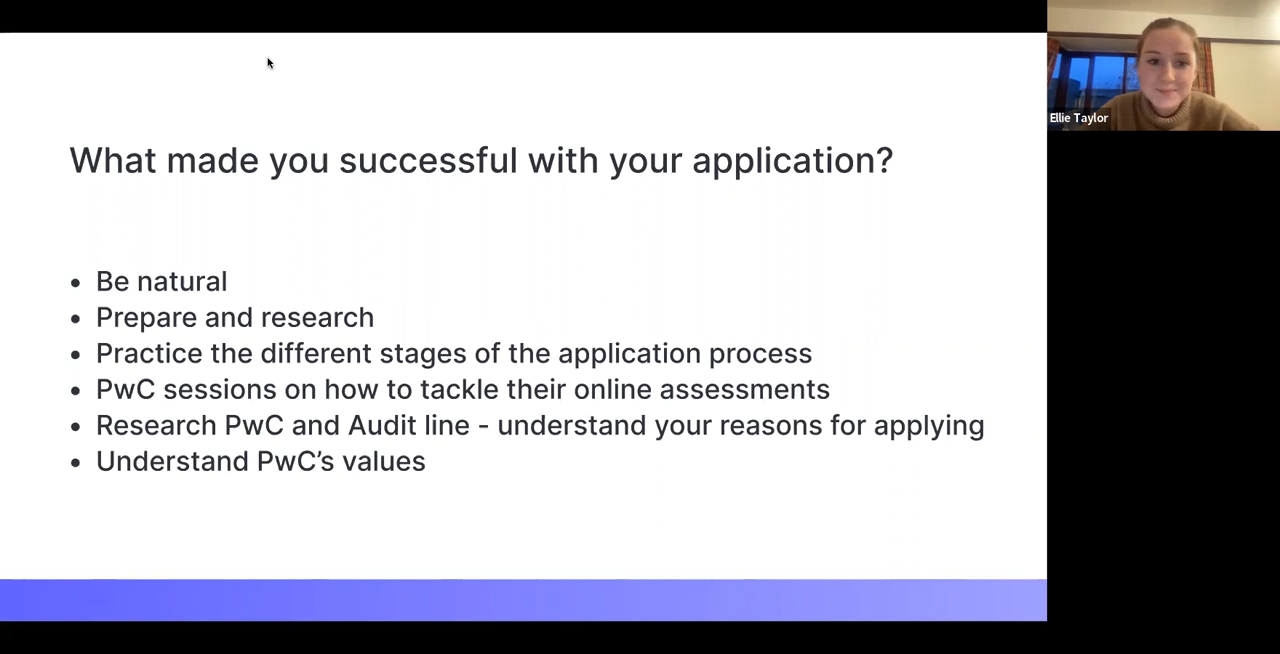 What made you successful with your application?
• Be natural
• Prepare and research
• Practice the different stages of the application process
• PwC sessions on how to tackle their online assessments
• Research PwC and Audit line - understand your reasons for applying
• Understand PwC’s values
Ellie Taylor